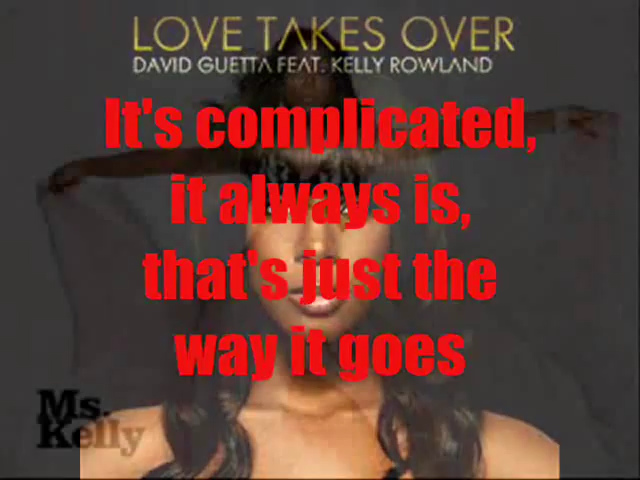 LOVE TAKES OVER
DAVID GUETTA FEAT. KELLY ROWLAND
It's complicated,
it always is,
that's just the
way it goes
Ms.
Kelly